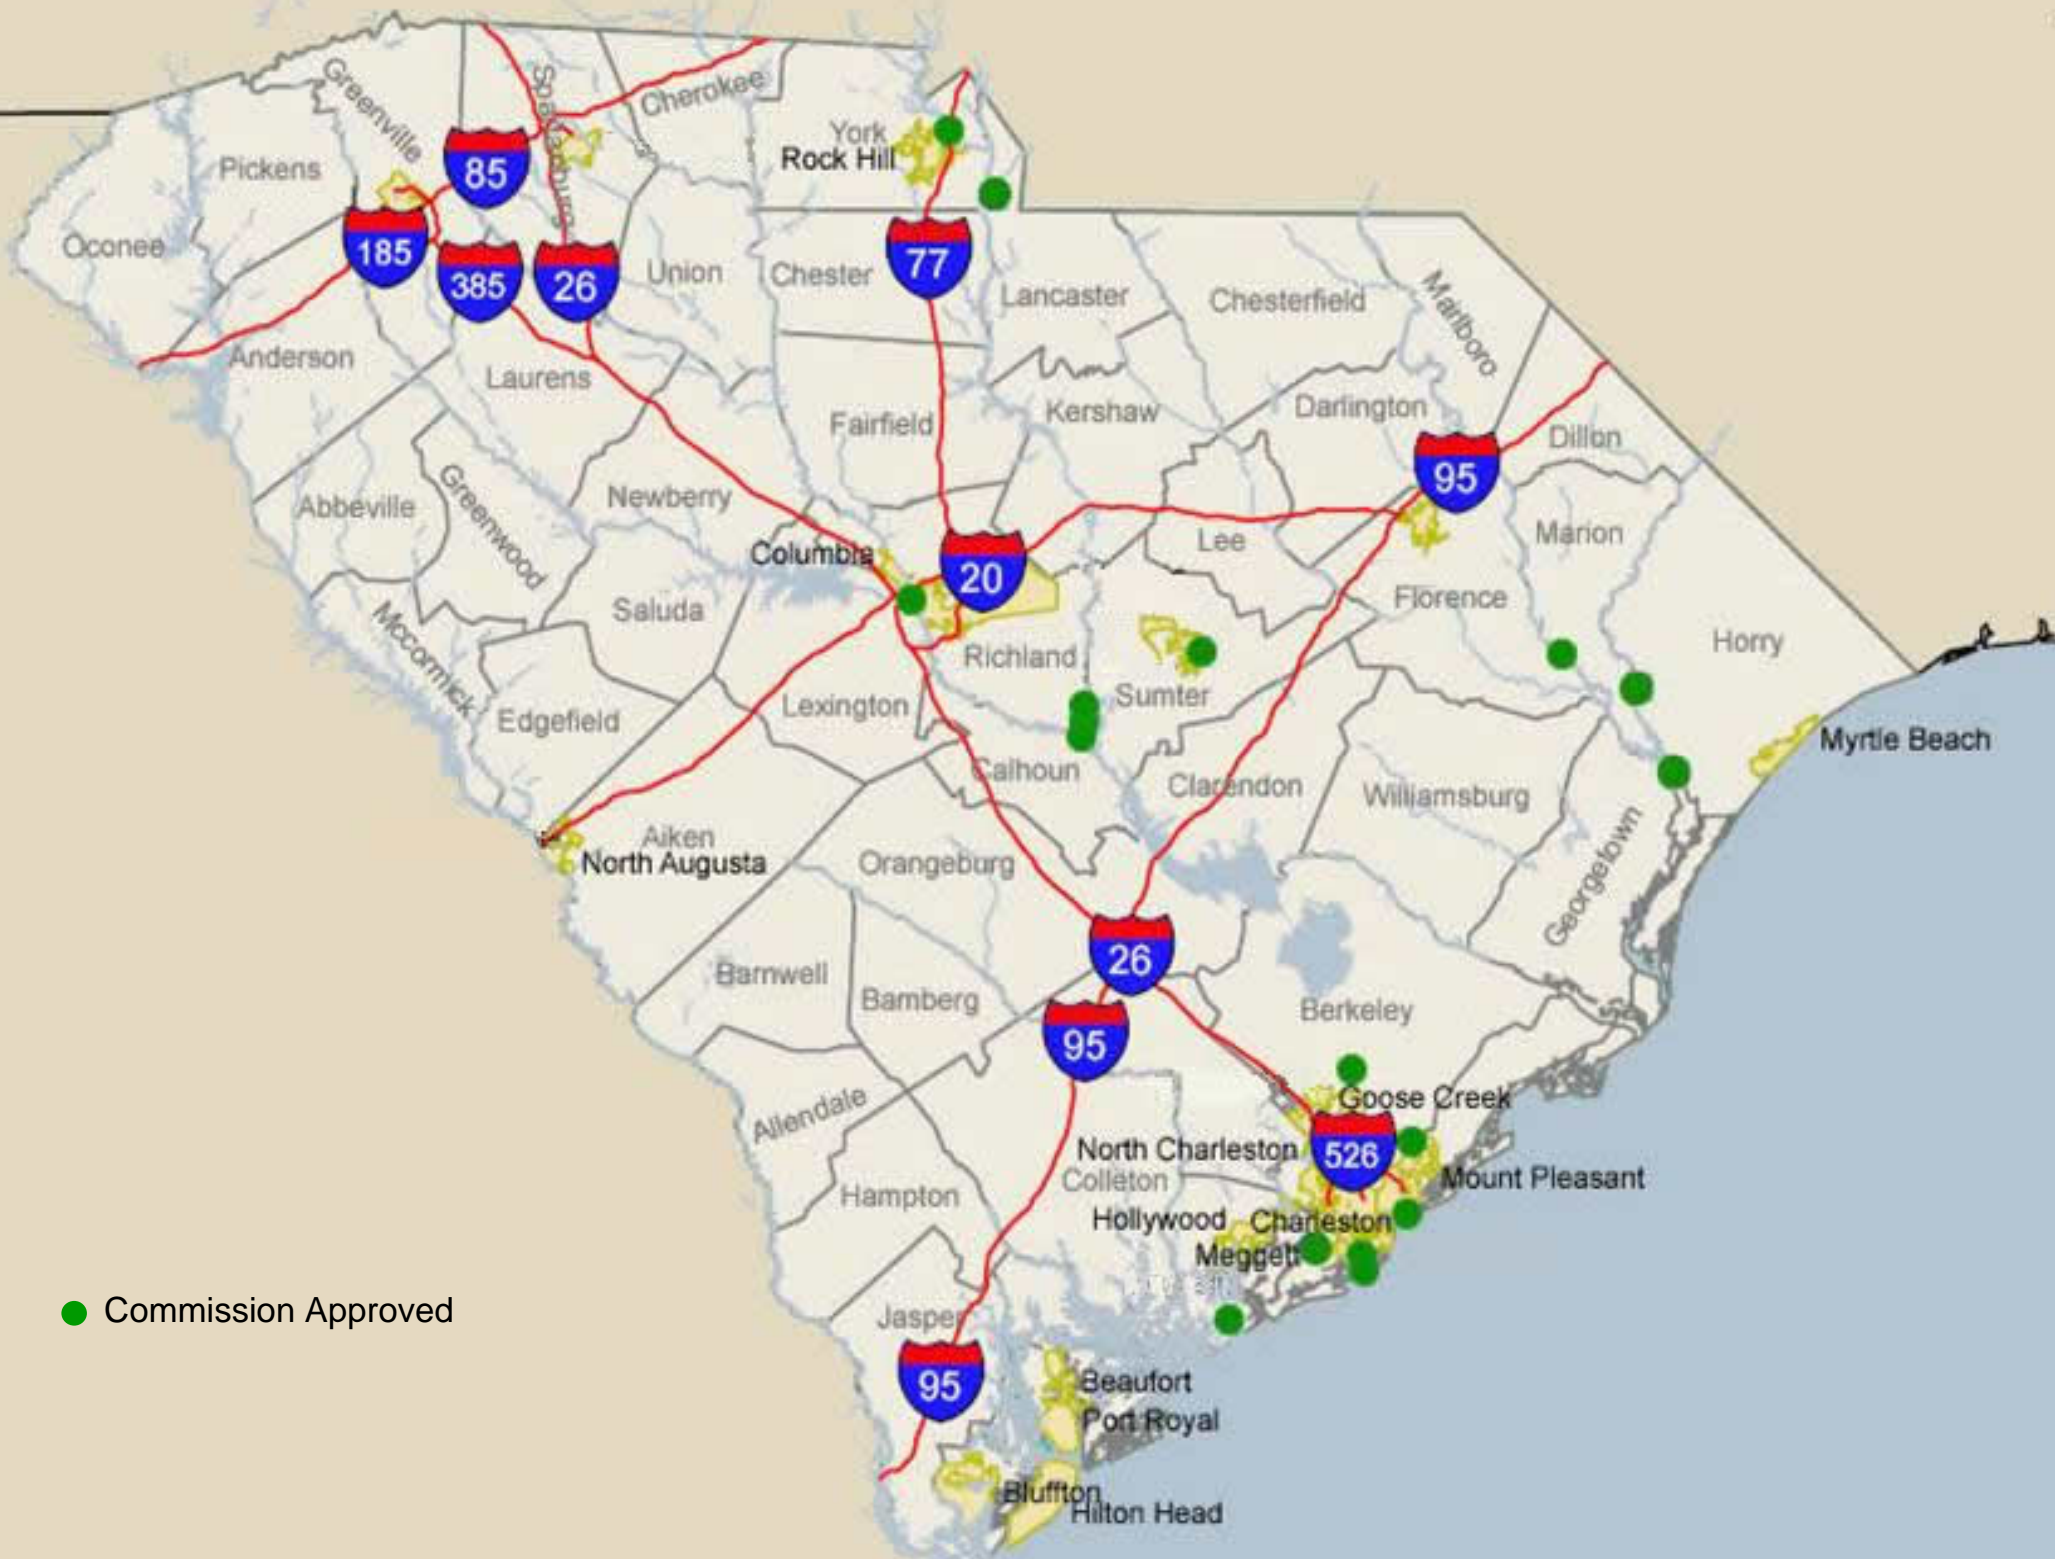 Greenville
Spartanburg
Cherokee
York
Rock Hill
Pickens
85
Oconee
185
385
26
Union
Chester
77
Lancaster
Chesterfield
Marlboro
Anderson
Laurens
Fairfield
Kershaw
Darlington
Dillon
95
Abbeville
Greenwood
Newberry
Columbia
20
Lee
Marion
Mccormick
Saluda
Florence
Horry
Richland
Edgefield
Lexington
Sumter
Myrtle Beach
Calhoun
Clarendon
Williamsburg
Aiken
North Augusta
Orangeburg
Georgetown
26
Barnwell
Bamberg
Berkeley
95
Allendale
Goose Creek
North Charleston
526
Mount Pleasant
Colleton
Hampton
Hollywood
Charleston
Meggett
Commission Approved
Jasper
95
Beaufort
Port Royal
Bluffton
Hilton Head